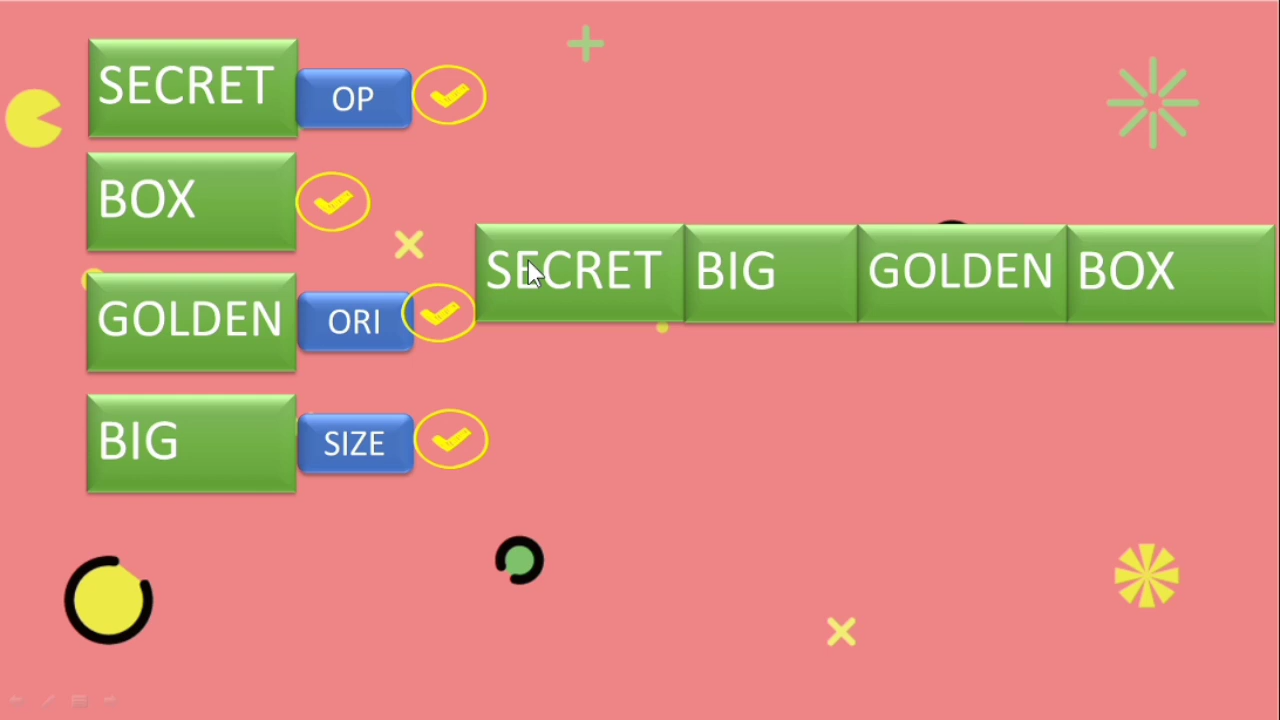 SECRET OP
BOX
SECRET BIG GOLDEN BOX
GOLDEN ORI
BIG SIZE